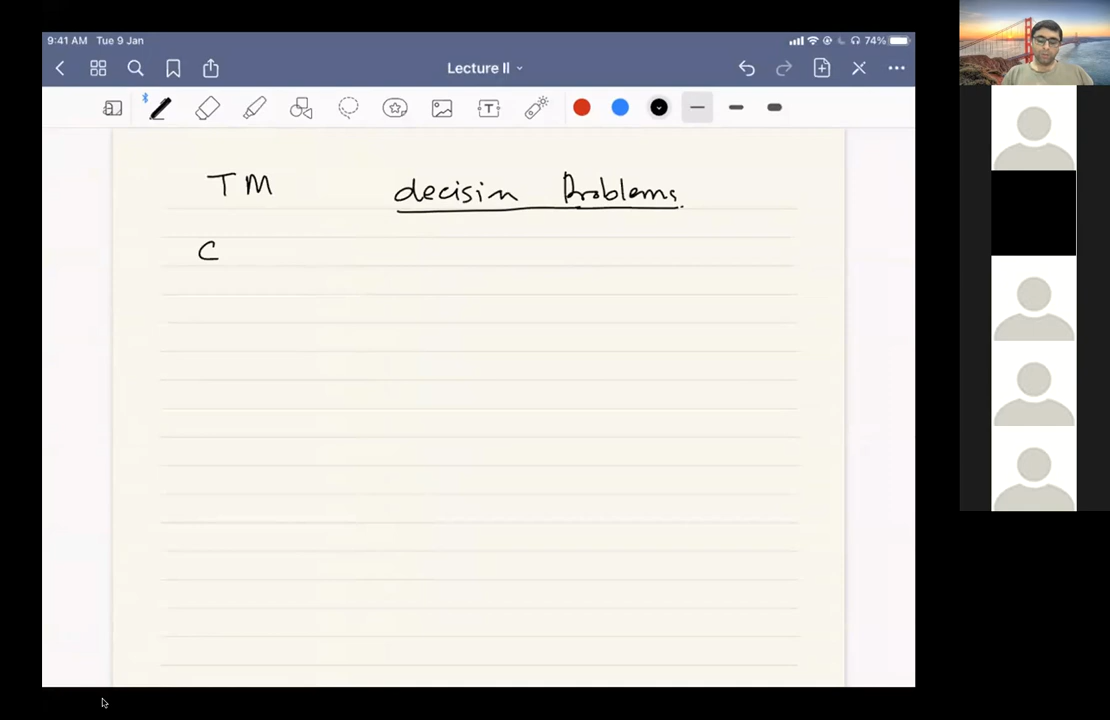 9:41 AM Tue 9 Jan 74%
Lecture II
T
TM decisin Problems.
C